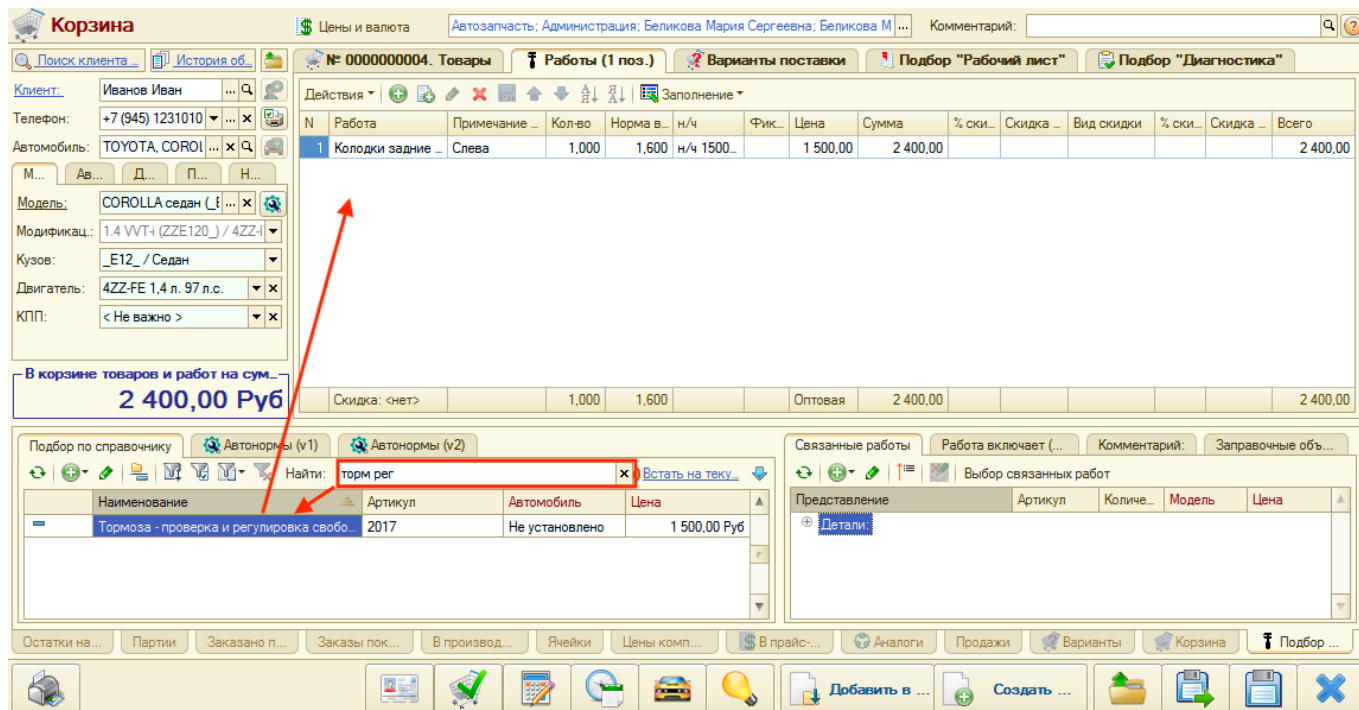 Корзина
Цены и валюта
Автозапчасть; Администрация; Беликова Мария Сергеевна; Беликова М ...
Комментарий:
Поиск клиента ...
История об...
№ 0000000004. Товары
Работы (1 поз.)
Варианты поставки
Подбор "Рабочий лист"
Подбор "Диагностика"
Клиент: Иванов Иван
Действия
Заполнение
Телефон: +7 (945) 1231010
N Работа Примечание ... Кол-во Норма в... н/ч Фик... Цена Сумма % ски... Скидка ... Вид скидки % ски... Скидка ... Всего
Автомобиль: TOYOTA, COROL
1 Колодки задние ... Слева 1,000 1,600 н/ч 1500... 1 500,00 2 400,00 2 400,00
М... Ав... Д... П... Н...
Модель: COROLLA седан (_E
Модификац.: 1.4 VVT-i (ZZE120_) / 4ZZ-
Кузов: _E12_ / Седан
Двигатель: 4ZZ-FE 1,4 л. 97 л.с.
КПП: < Не важно >
В корзине товаров и работ на сум...
2 400,00 Руб
Скидка: <нет> 1,000 1,600 Оптовая 2 400,00 2 400,00
Подбор по справочнику
Автонормы (v1)
Автонормы (v2)
Связанные работы
Работа включает (...
Комментарий:
Заправочные объ...
Найти: торм рег
Встать на теку...
Выбор связанных работ
Наименование Артикул Автомобиль Цена
Представление Артикул Количе... Модель Цена
Тормоза - проверка и регулировка свобо... 2017 Не установлено 1 500,00 Руб
Детали:
Остатки на... Партии Заказано п... Заказы пок... В производ... Ячейки Цены комп... В прайс-... Аналоги Продажи Варианты Корзина Подбор ...
Добавить в ...
Создать ...